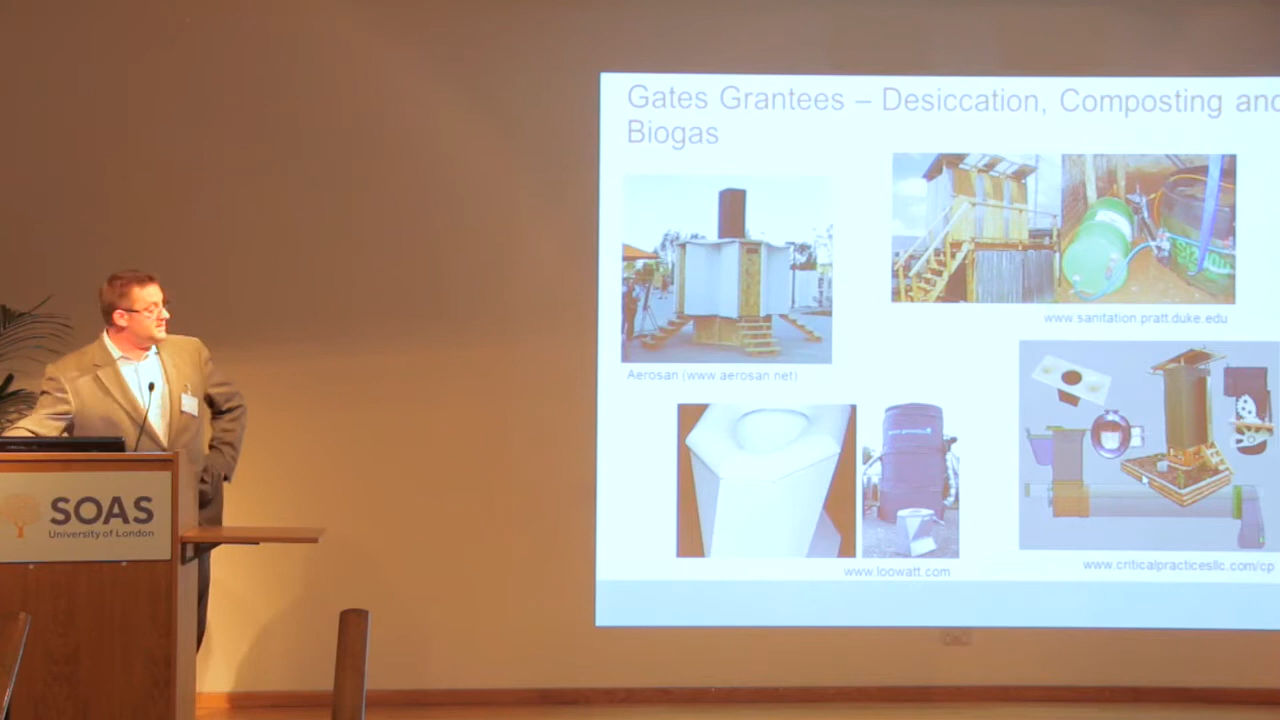 Gates Grantees – Desiccation, Composting and
Biogas
www.sanitation.pratt.duke.edu
Aerosan (www aerosan net)
www.loowatt.com
www.criticalpracticesllc.com/cp
SOAS
University of London